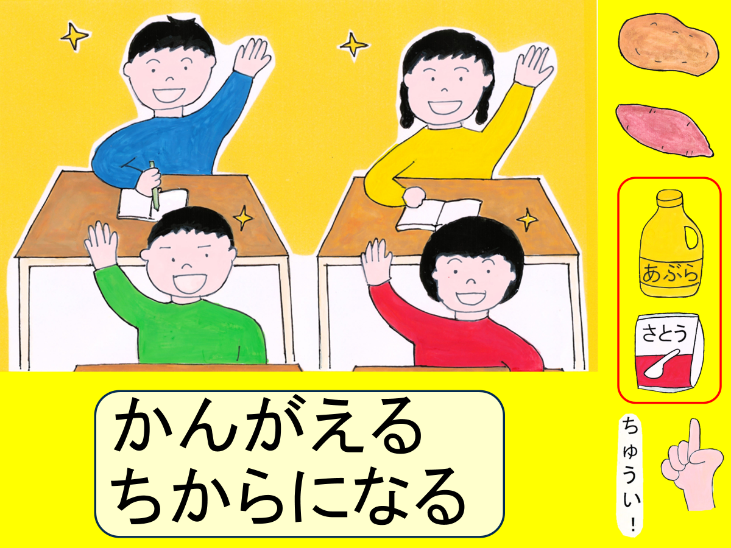 かんがえる
ちからになる
あぶら
さとう
ちゅうい！